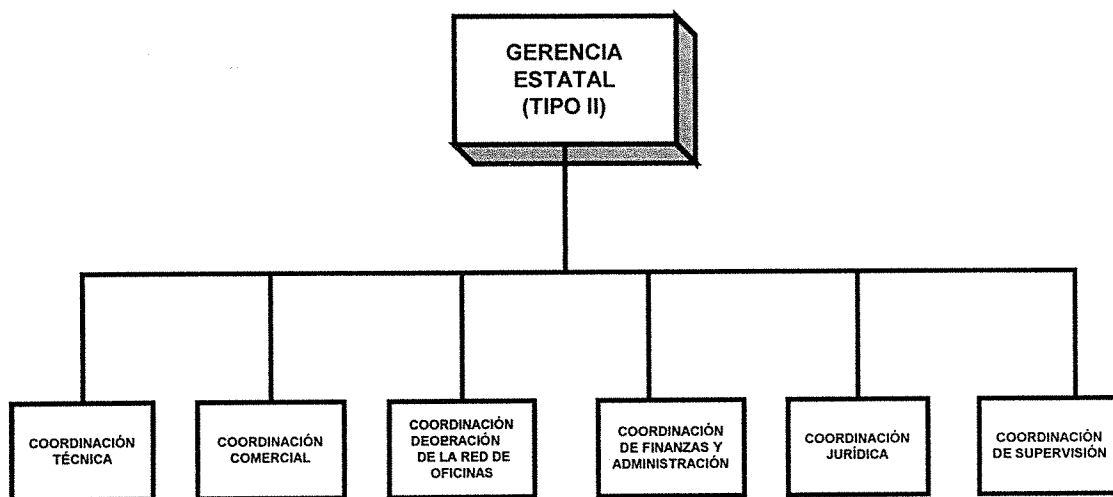 GERENCIA
ESTATAL
(TIPO II)
COORDINACIÓN
TÉCNICA
COORDINACIÓN
COMERCIAL
COORDINACIÓN
DEOPRACIÓN
DE LA RED DE
OFICINAS
COORDINACIÓN
DE FINANZAS Y
ADMINISTRACIÓN
COORDINACIÓN
JURÍDICA
COORDINACIÓN
DE SUPERVISIÓN